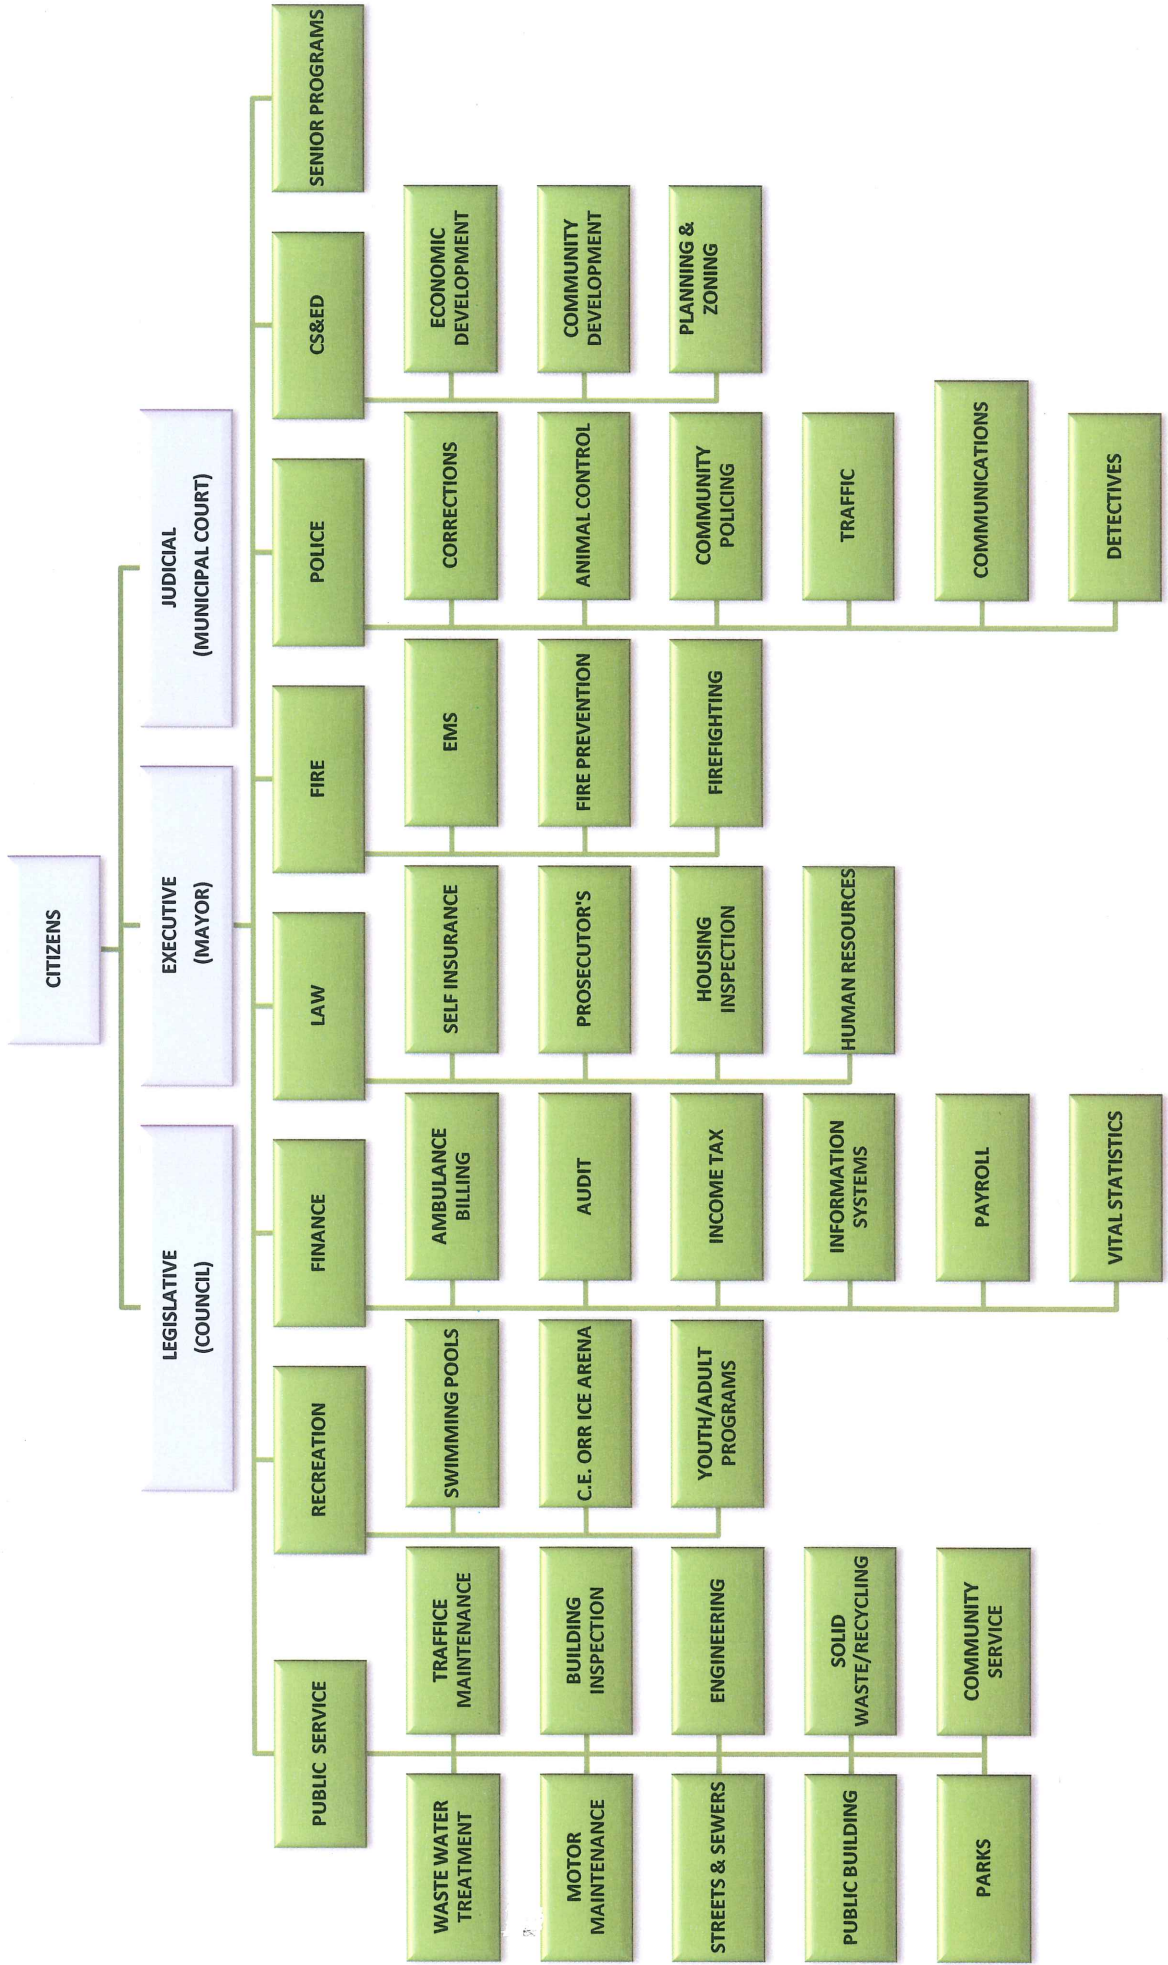 CITIZENS
LEGISLATIVE
(COUNCIL)
EXECUTIVE
(MAYOR)
JUDICIAL
(MUNICIPAL COURT)
PUBLIC SERVICE
RECREATION
FINANCE
LAW
FIRE
POLICE
CS&ED
SENIOR PROGRAMS
WASTE WATER
TREATMENT
TRAFFIC
MAINTENANCE
MOTOR
MAINTENANCE
BUILDING
INSPECTION
STREETS & SEWERS
ENGINEERING
PUBLIC BUILDING
SOLID
WASTE/RECYCLING
PARKS
COMMUNITY
SERVICE
SWIMMING POOLS
C.E. ORR ICE ARENA
YOUTH/ADULT
PROGRAMS
AMBULANCE
BILLING
AUDIT
INCOME TAX
INFORMATION
SYSTEMS
PAYROLL
VITAL STATISTICS
SELF INSURANCE
PROSECUTOR'S
HOUSING
INSPECTION
HUMAN RESOURCES
EMS
FIRE PREVENTION
FIREFIGHTING
CORRECTIONS
ANIMAL CONTROL
COMMUNITY
POLICING
TRAFFIC
COMMUNICATIONS
DETECTIVES
ECONOMIC
DEVELOPMENT
COMMUNITY
DEVELOPMENT
PLANNING &
ZONING